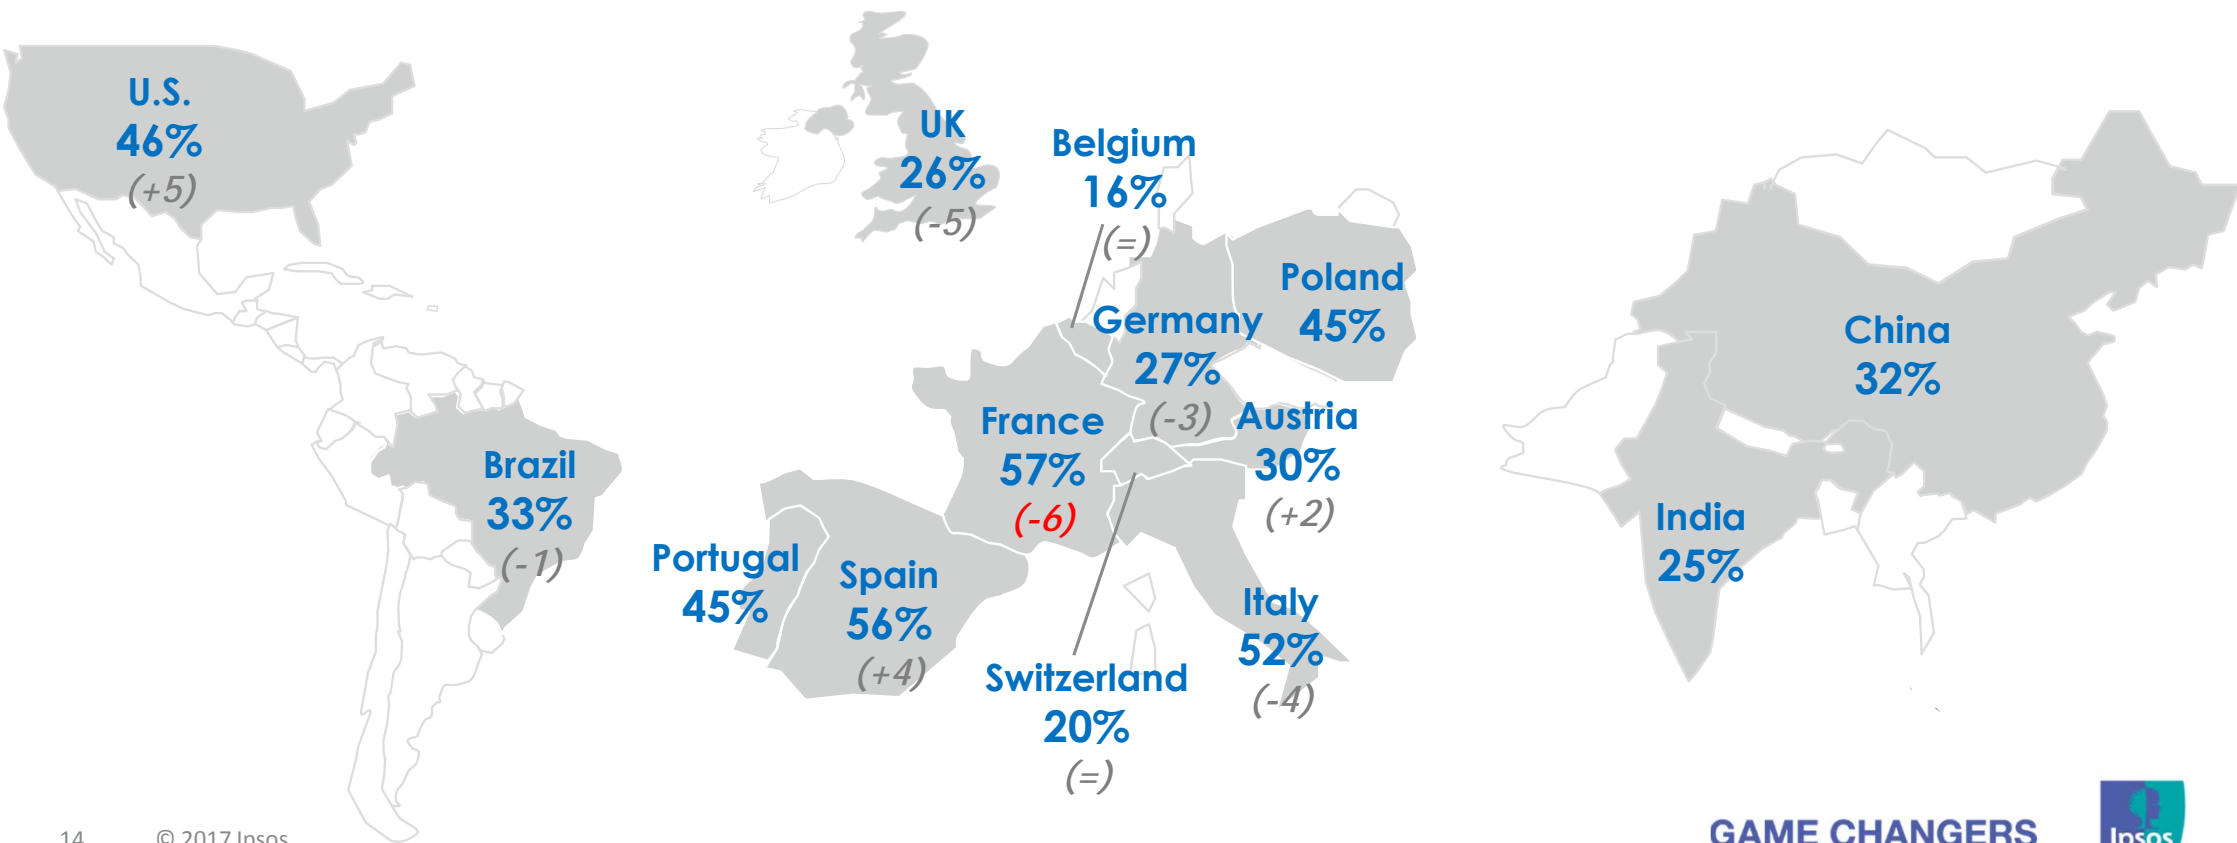 U.S.
46%
(+5)
Brazil
33%
(-1)
UK
26%
(-5)
Belgium
16%
(=)
Poland
45%
Germany
27%
(-3)
France
57%
(-6)
Austria
30%
(+2)
Portugal
45%
Spain
56%
(+4)
Switzerland
20%
(=)
Italy
52%
(-4)
China
32%
India
25%
14
© 2017 Ipsos
GAME CHANGERS
Ipsos